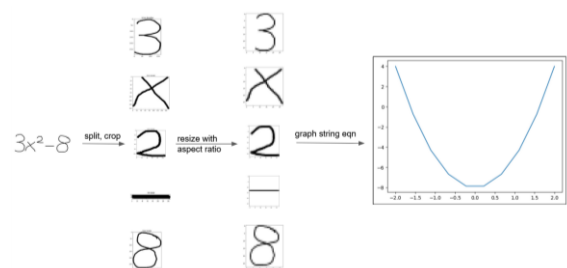 3x²-8
split, crop
3
x
2
-
8
resize with
aspect ratio
3
x
2
-
8
graph string eqn
4
2
0
-2
-4
-6
-8
-2.0 -1.5 -1.0 -0.5 0.0 0.5 1.0 1.5 2.0